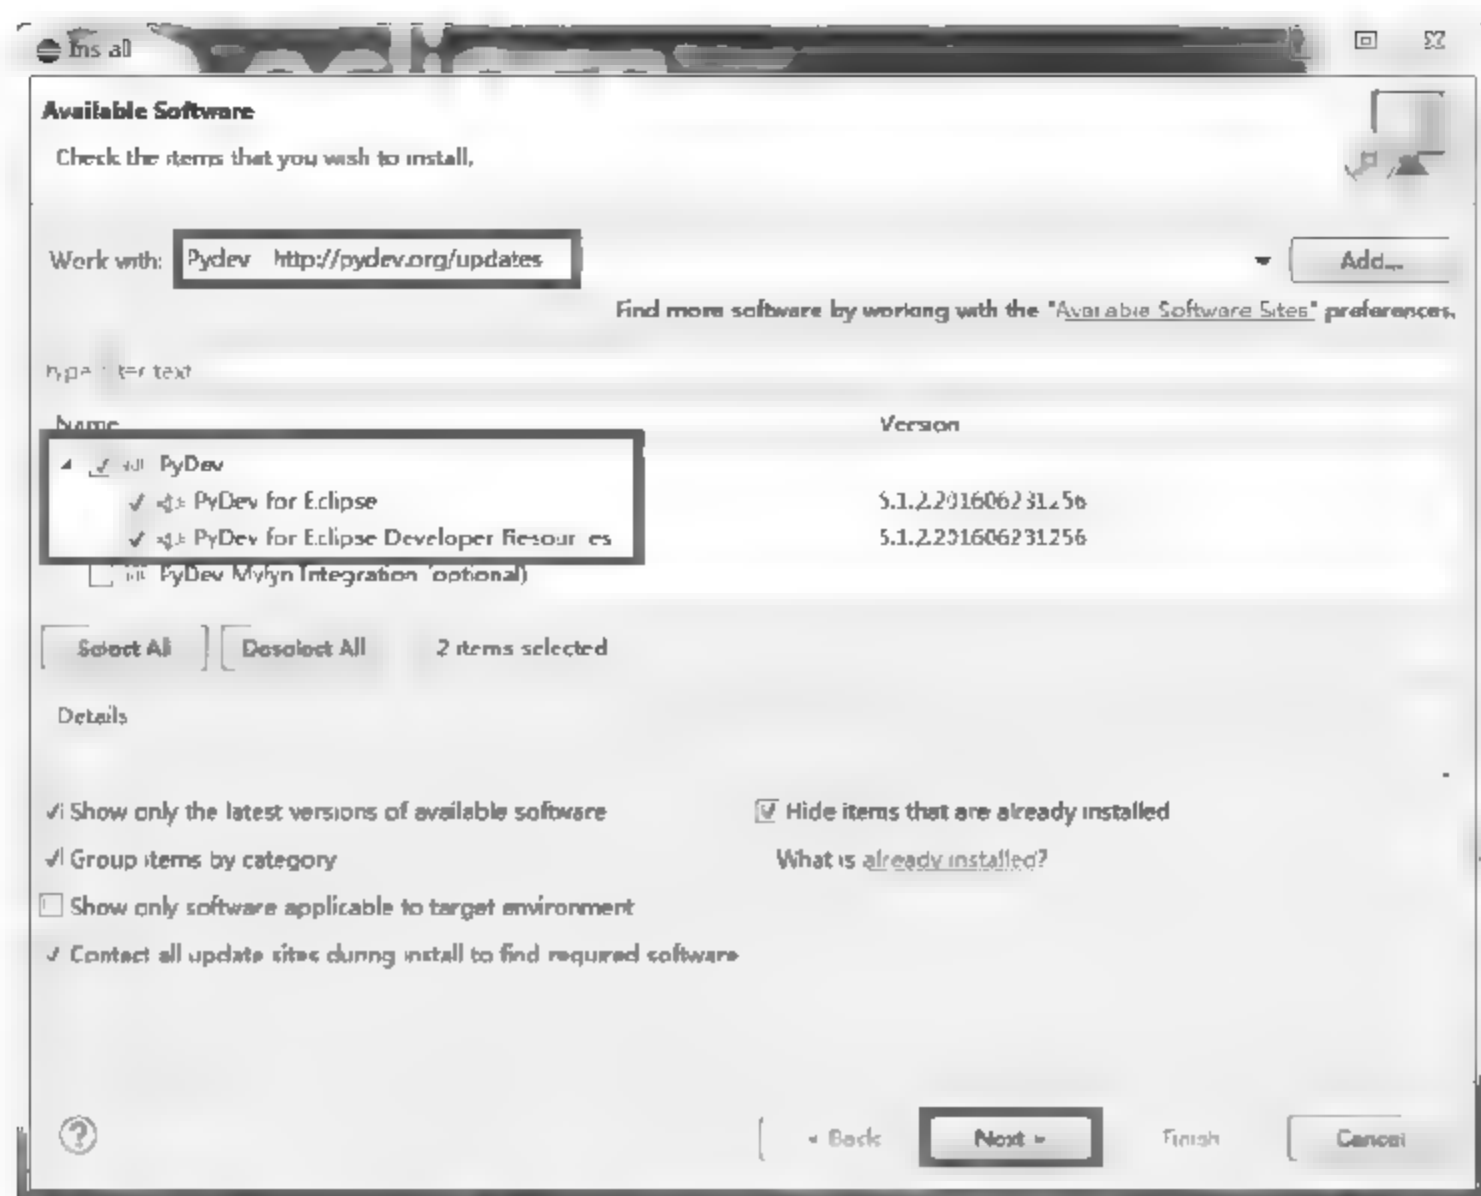 Install
Available Software
Check the items that you wish to install.
Work with: Pydev - http://pydev.org/updates Add...
Find more software by working with the "Available Software Sites" preferences.
type filter text
Name Version
PyDev
PyDev for Eclipse 5.1.2.201606231256
PyDev for Eclipse Developer Resources 5.1.2.201606231256
PyDev Mylyn Integration (optional)
Select All Deselect All 2 items selected
Details
Show only the latest versions of available software Hide items that are already installed
Group items by category What is already installed?
Show only software applicable to target environment
Contact all update sites during install to find required software
< Back Next > Finish Cancel